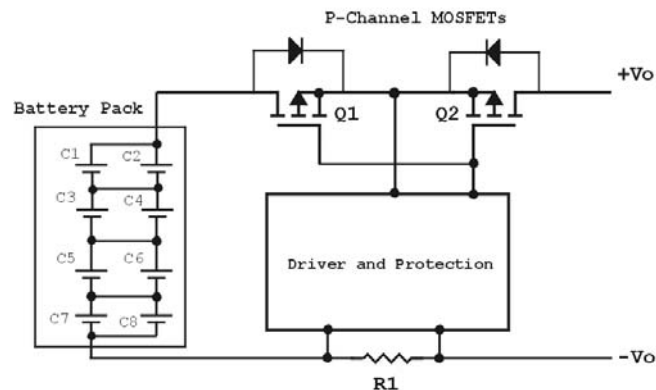 P-Channel MOSFETs
+Vo
Battery Pack
Q1
Q2
C1
C2
C3
C4
C5
C6
C7
C8
Driver and Protection
-Vo
R1